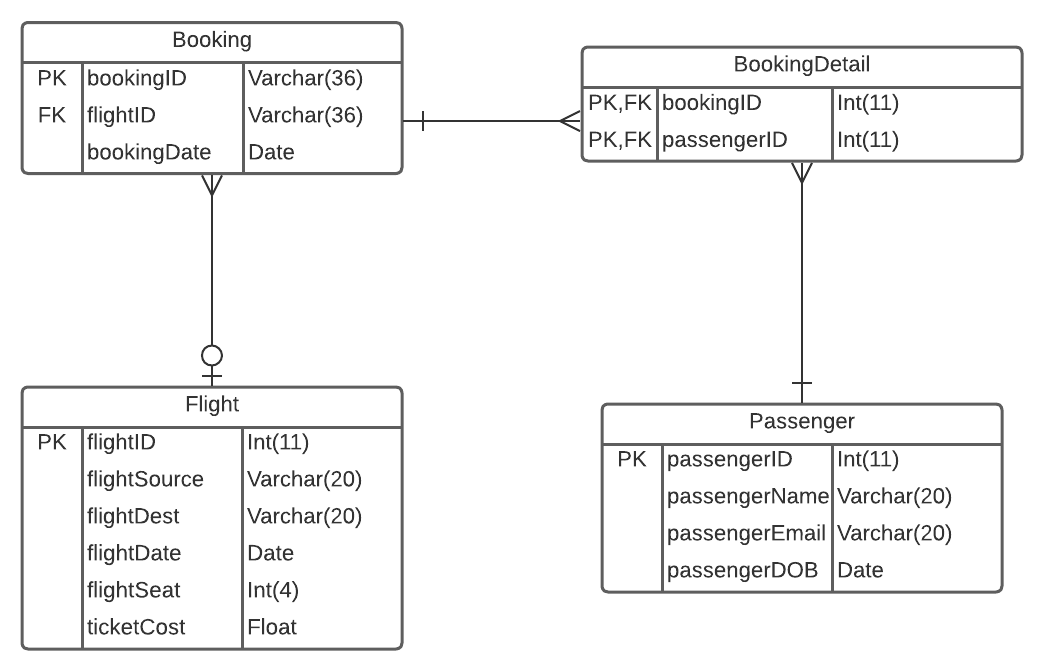 Booking
PK bookingID Varchar(36)
FK flightID Varchar(36)
bookingDate Date
BookingDetail
PK,FK bookingID Int(11)
PK,FK passengerID Int(11)
Flight
PK flightID Int(11)
flightSource Varchar(20)
flightDest Varchar(20)
flightDate Date
flightSeat Int(4)
ticketCost Float
Passenger
PK passengerID Int(11)
passengerName Varchar(20)
passengerEmail Varchar(20)
passengerDOB Date